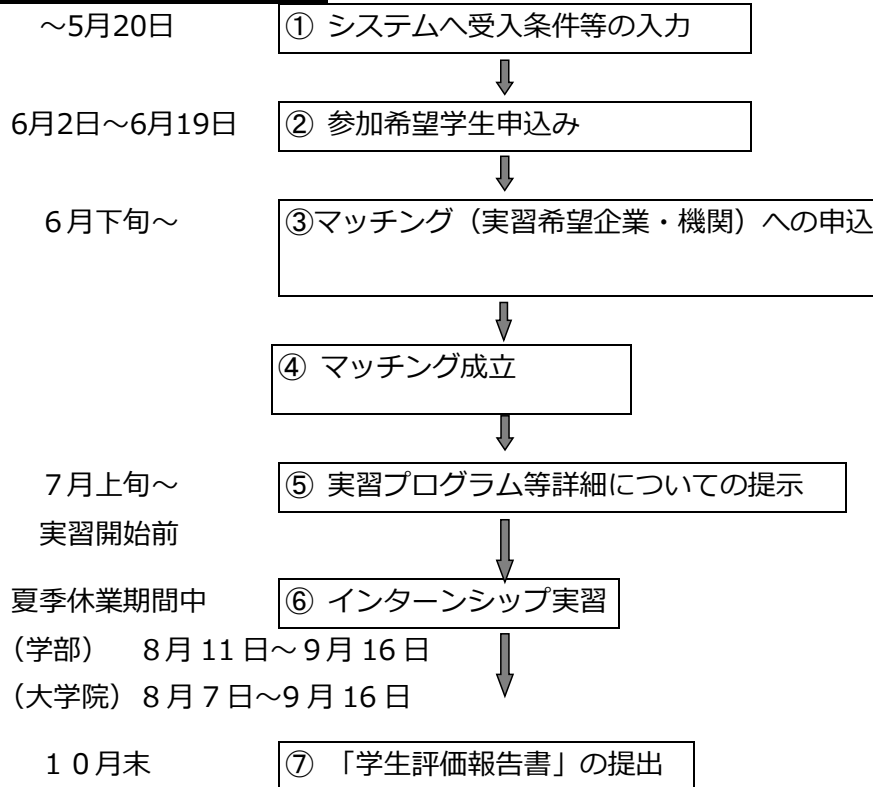 ～5月20日 ① システムへ受入条件等の入力
6月2日～6月19日 ② 参加希望学生申込み
６月下旬～ ③マッチング（実習希望企業・機関）への申込
④ マッチング成立
７月上旬～ ⑤ 実習プログラム等詳細についての提示
実習開始前
夏季休業期間中 ⑥ インターンシップ実習
（学部） ８月 11 日～９月 16 日
（大学院）８月７日～9 月 16 日
１０月末 ⑦ 「学生評価報告書」の提出